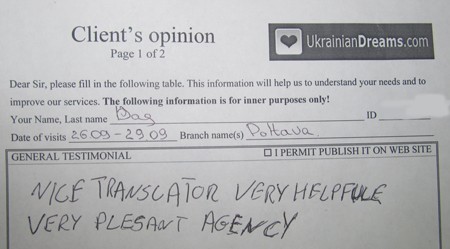 Client's opinion
Page 1 of 2
UkrainianDreams.com
Dear Sir, please fill in the following table. This information will help us to understand your needs and to
improve our services. The following information is for inner purposes only!
Your Name, Last name Dag ID
Date of visits 26 09 - 29 09 Branch name(s) Poltava
GENERAL TESTIMONIAL ☐ I PERMIT PUBLISH IT ON WEB SITE
NICE TRANSLATOR VERY HELPFULE
VERY PLESANT AGENCY